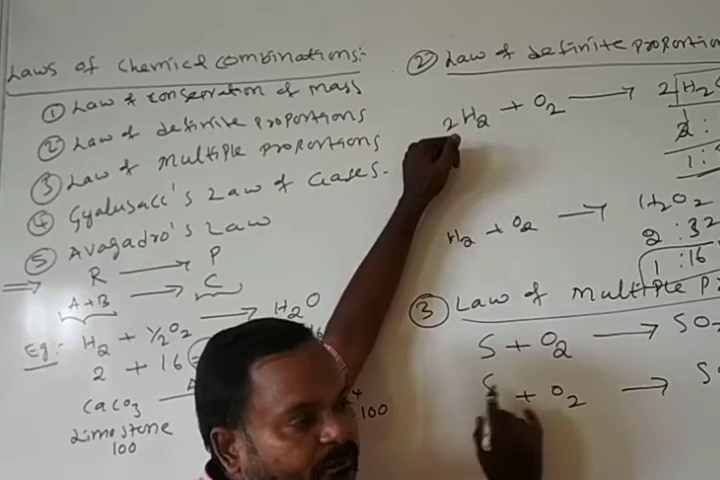 Laws of chemical combinations:-
① Law of conservation of mass
② Law of definite proportions
③ Law of multiple proportions
④ Gyalusacc's Law of Gases.
⑤ Avagadro's Law
⇒ R → P
A+B → C
Eg:- H₂ + ½O₂ → H₂O
2 + 16
CaCO₃
Limestone
100
100
② Law of definite proportion
2H₂ + O₂ → 2H₂
2 :
1 :
H₂ + O₂ → H₂O₂
2 : 32
1 : 16
③ Law of multiple P
S + O₂ → SO₂
S + O₂ → S